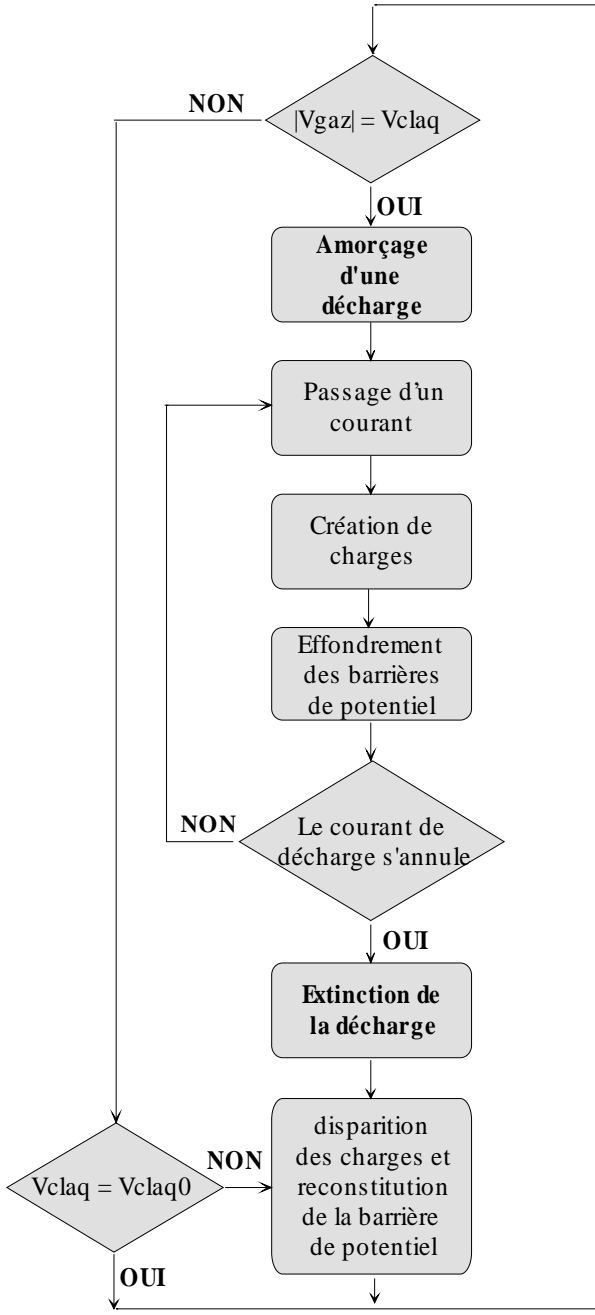 NON
|Vgaz| = Vclaq
OUI
Amorçage
d'une
décharge
Passage d'un
courant
Création de
charges
Effondrement
des barrières
de potentiel
NON
Le courant de
décharge s'annule
OUI
Extinction de
la décharge
disparition
des charges et
reconstitution
de la barrière
de potentiel
Vclaq = Vclaq0
NON
OUI